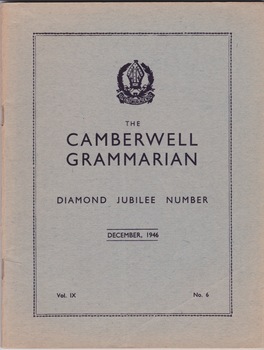 THE
CAMBERWELL
GRAMMARIAN
DIAMOND JUBILEE NUMBER
DECEMBER, 1946
Vol. IX No. 6